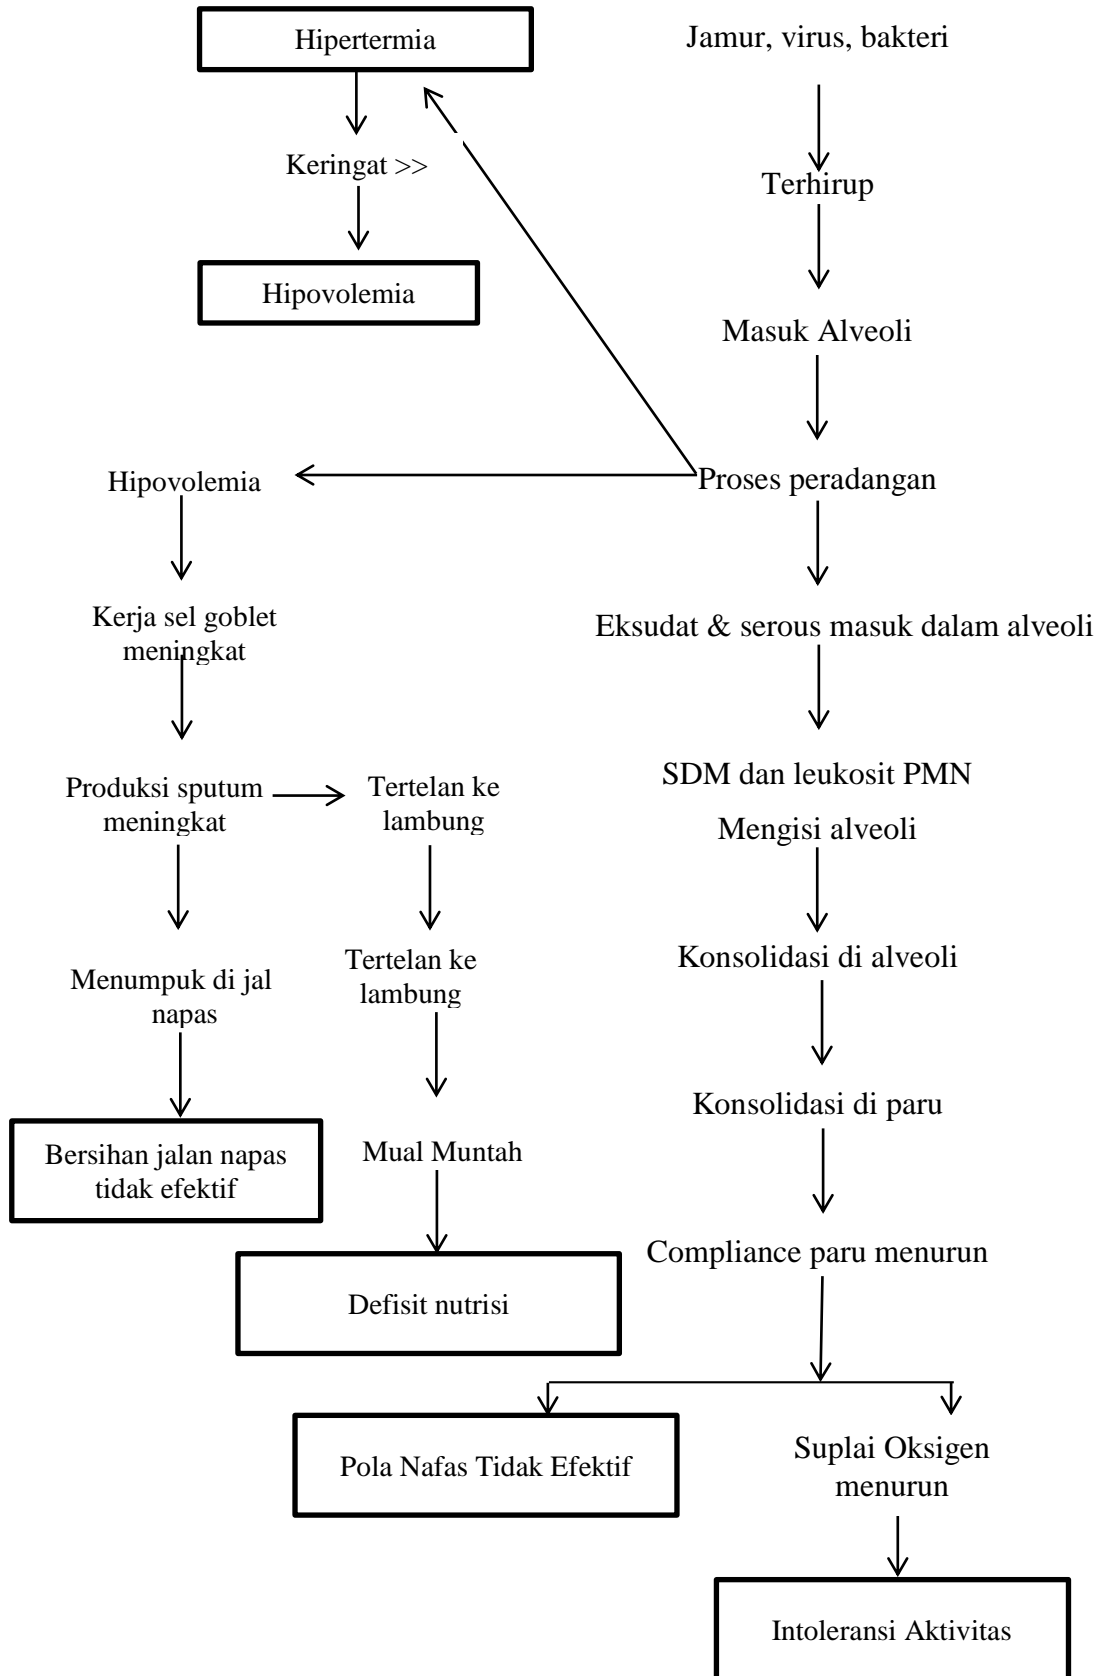 Hipertermia
Jamur, virus, bakteri
Keringat >>
Terhirup
Hipovolemia
Masuk Alveoli
Hipovolemia
Proses peradangan
Kerja sel goblet
meningkat
Eksudat & serous masuk dalam alveoli
Produksi sputum
meningkat
Tertelan ke
lambung
SDM dan leukosit PMN
Mengisi alveoli
Menumpuk di jal
napas
Tertelan ke
lambung
Konsolidasi di alveoli
Konsolidasi di paru
Bersihan jalan napas
tidak efektif
Mual Muntah
Compliance paru menurun
Defisit nutrisi
Pola Nafas Tidak Efektif
Suplai Oksigen
menurun
Intoleransi Aktivitas